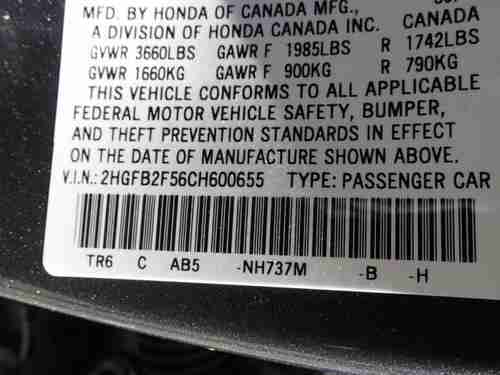 MFD. BY HONDA OF CANADA MFG.,
A DIVISION OF HONDA CANADA INC. CANADA
GVWR 3660LBS GAWR F 1985LBS R 1742LBS
GVWR 1660KG GAWR F 900KG R 790KG
THIS VEHICLE CONFORMS TO ALL APPLICABLE
FEDERAL MOTOR VEHICLE SAFETY, BUMPER,
AND THEFT PREVENTION STANDARDS IN EFFECT
ON THE DATE OF MANUFACTURE SHOWN ABOVE.
V.I.N.: 2HGFB2F56CH600655 TYPE: PASSENGER CAR
TR6 C AB5 -NH737M -B -H